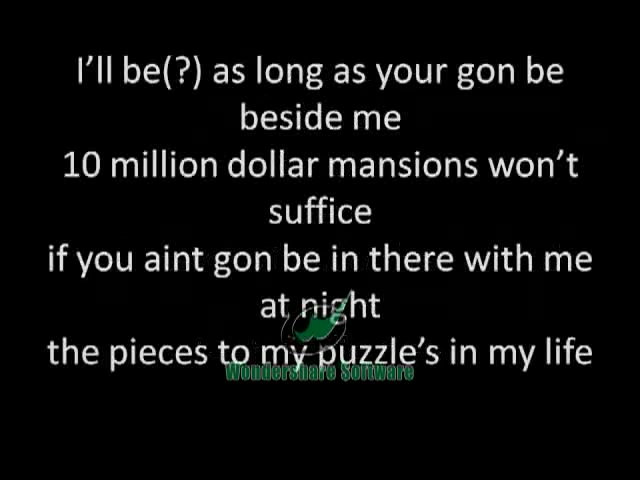 I’ll be(?) as long as your gon be
beside me
10 million dollar mansions won’t
suffice
if you aint gon be in there with me
at night
the pieces to my puzzle’s in my life
Wondershare Software